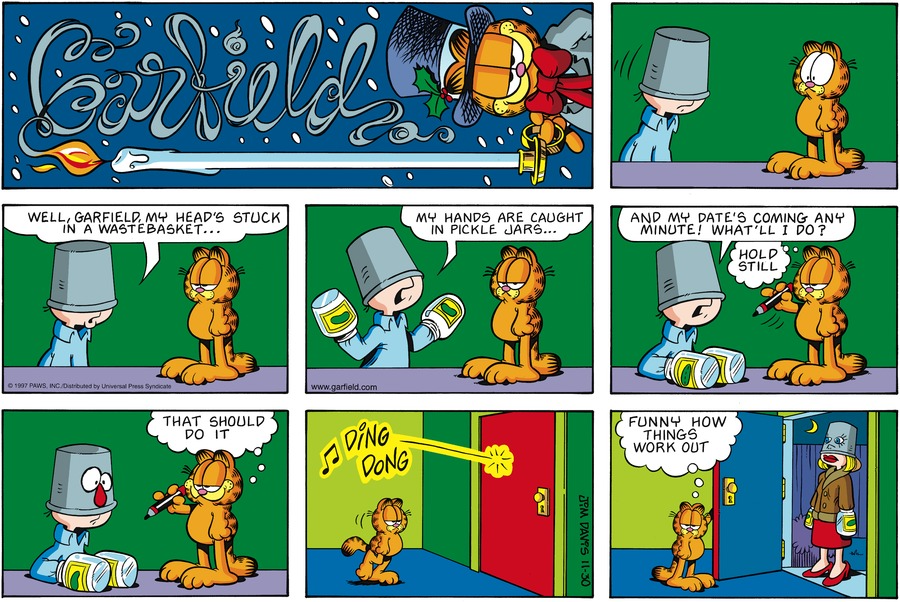 Garfield
WELL, GARFIELD, MY HEAD'S STUCK
IN A WASTEBASKET...
© 1997 PAWS, INC./Distributed by Universal Press Syndicate
MY HANDS ARE CAUGHT
IN PICKLE JARS...
www.garfield.com
AND MY DATE'S COMING ANY
MINUTE! WHAT'LL I DO?
HOLD
STILL
THAT SHOULD
DO IT
DING
DONG
JIM DAVIS 11-30
FUNNY HOW
THINGS
WORK OUT